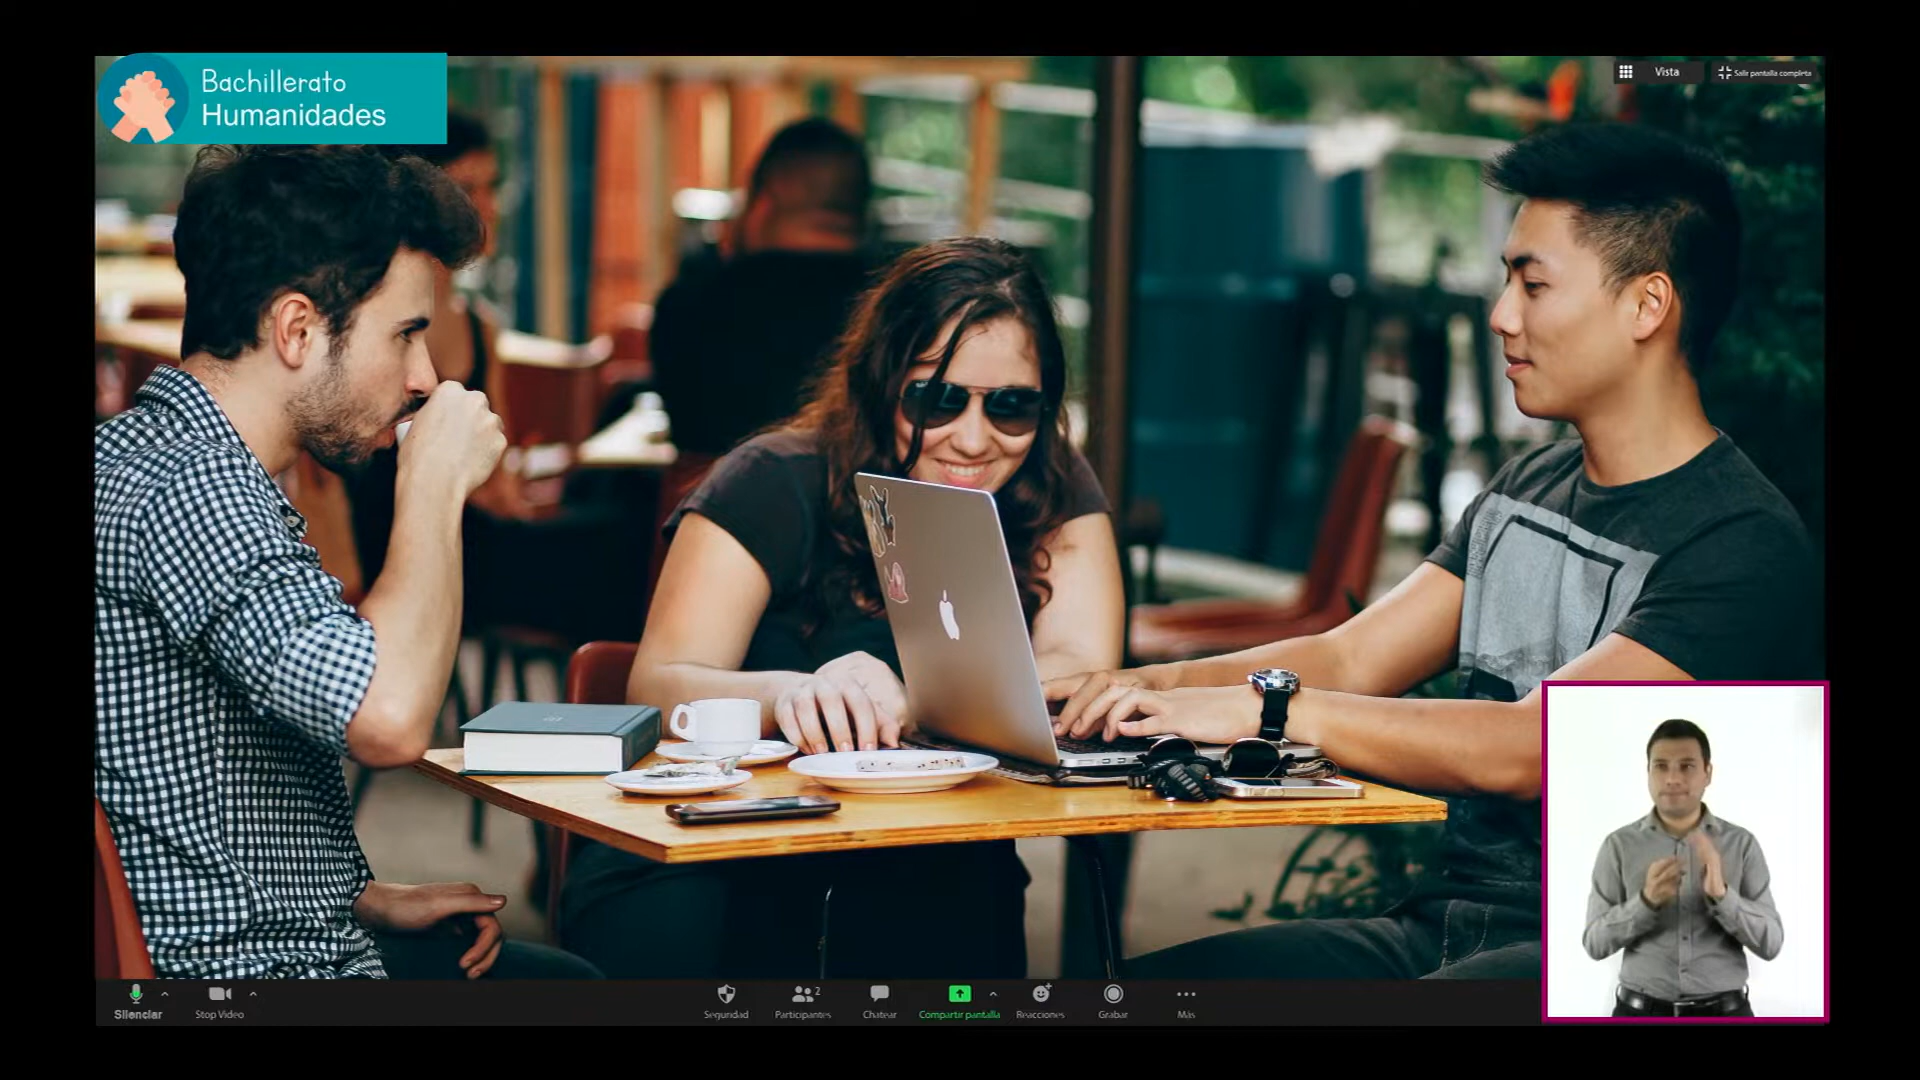 Bachillerato
Humanidades
Vista
Salir pantalla completa
Silenciar
Stop Video
Seguridad
Participantes
2
Chatear
Compartir pantalla
Reacciones
Grabar
Más